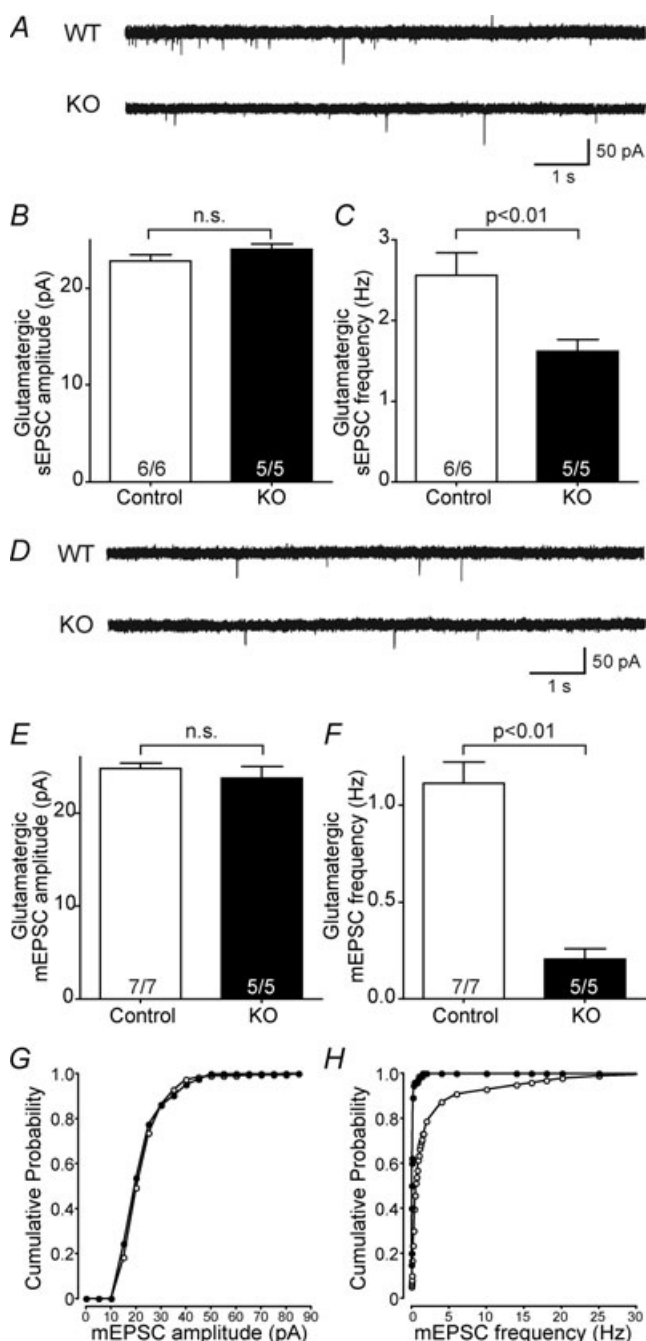 A
WT
KO
50 pA
1 s
B
n.s.
Glutamatergic
sEPSC amplitude (pA)
20
10
0
6/6
5/5
Control
KO
C
p<0.01
Glutamatergic
sEPSC frequency (Hz)
3
2
1
0
6/6
5/5
Control
KO
D
WT
KO
50 pA
1 s
E
n.s.
Glutamatergic
mEPSC amplitude (pA)
20
10
0
7/7
5/5
Control
KO
F
p<0.01
Glutamatergic
mEPSC frequency (Hz)
1.0
0.5
0.0
7/7
5/5
Control
KO
G
Cumulative Probability
1.0
0.8
0.6
0.4
0.2
0
0 10 20 30 40 50 60 70 80 90
mEPSC amplitude (pA)
H
Cumulative Probability
1.0
0.8
0.6
0.4
0.2
0
0 5 10 15 20 25 30
mEPSC frequency (Hz)